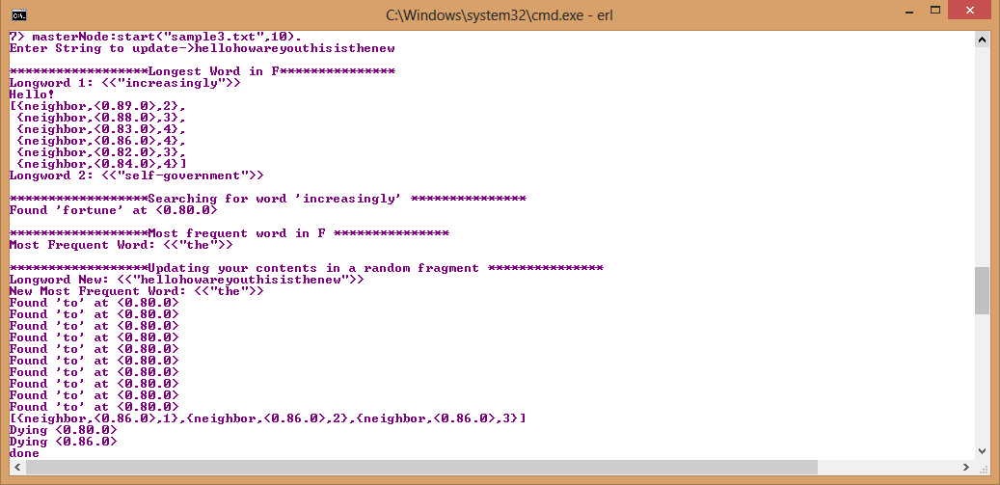 C:\Windows\system32\cmd.exe - erl
7> masterNode:start("sample3.txt",10).
Enter String to update->hellohowareyouthisisthenew
******************Longest Word in F***************
Longword 1: <<"increasingly">>
Hello!
[{neighbor,<0.89.0>,2},
{neighbor,<0.88.0>,3},
{neighbor,<0.83.0>,4},
{neighbor,<0.86.0>,4},
{neighbor,<0.82.0>,3},
{neighbor,<0.84.0>,4}]
Longword 2: <<"self-government">>
******************Searching for word 'increasingly' ***************
Found 'fortune' at <0.80.0>
******************Most frequent word in F ***************
Most Frequent Word: <<"the">>
******************Updating your contents in a random fragment ***************
Longword New: <<"hellohowareyouthisisthenew">>
New Most Frequent Word: <<"the">>
Found 'to' at <0.80.0>
Found 'to' at <0.80.0>
Found 'to' at <0.80.0>
Found 'to' at <0.80.0>
Found 'to' at <0.80.0>
Found 'to' at <0.80.0>
Found 'to' at <0.80.0>
Found 'to' at <0.80.0>
Found 'to' at <0.80.0>
Found 'to' at <0.80.0>
[{neighbor,<0.86.0>,1},{neighbor,<0.86.0>,2},{neighbor,<0.86.0>,3}]
Dying <0.80.0>
Dying <0.86.0>
done